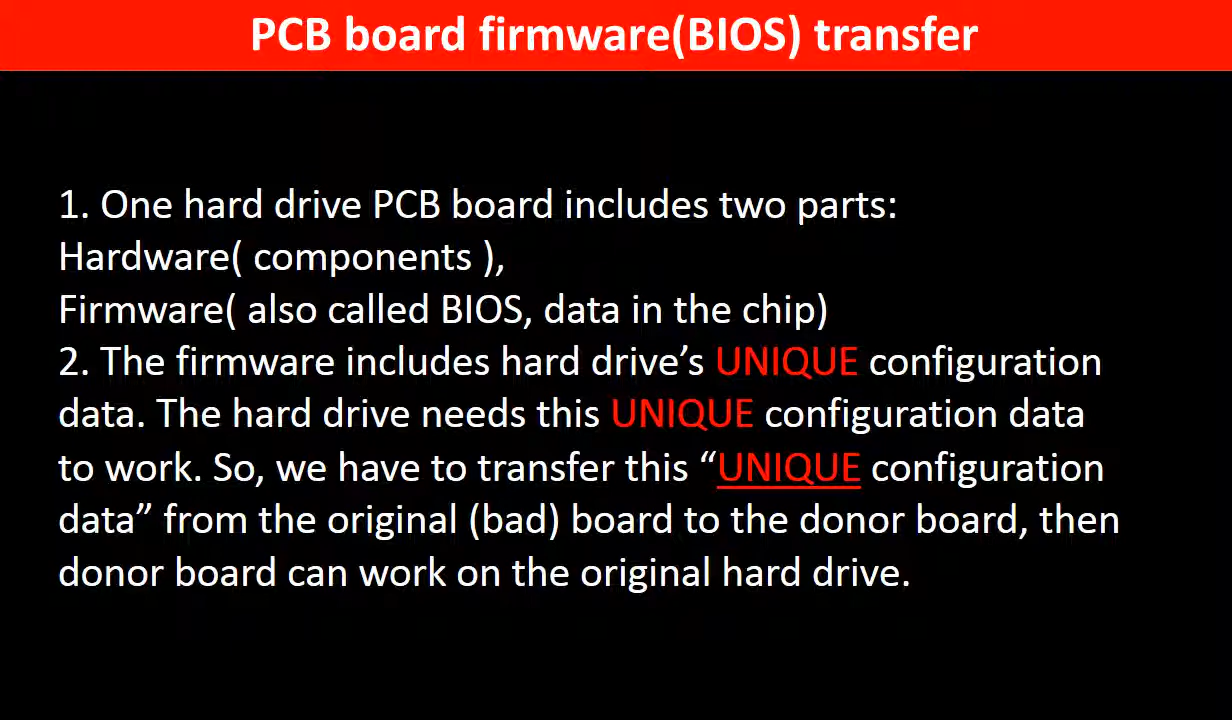 PCB board firmware(BIOS) transfer
1. One hard drive PCB board includes two parts:
Hardware( components ),
Firmware( also called BIOS, data in the chip)
2. The firmware includes hard drive’s UNIQUE configuration
data. The hard drive needs this UNIQUE configuration data
to work. So, we have to transfer this “UNIQUE configuration
data” from the original (bad) board to the donor board, then
donor board can work on the original hard drive.